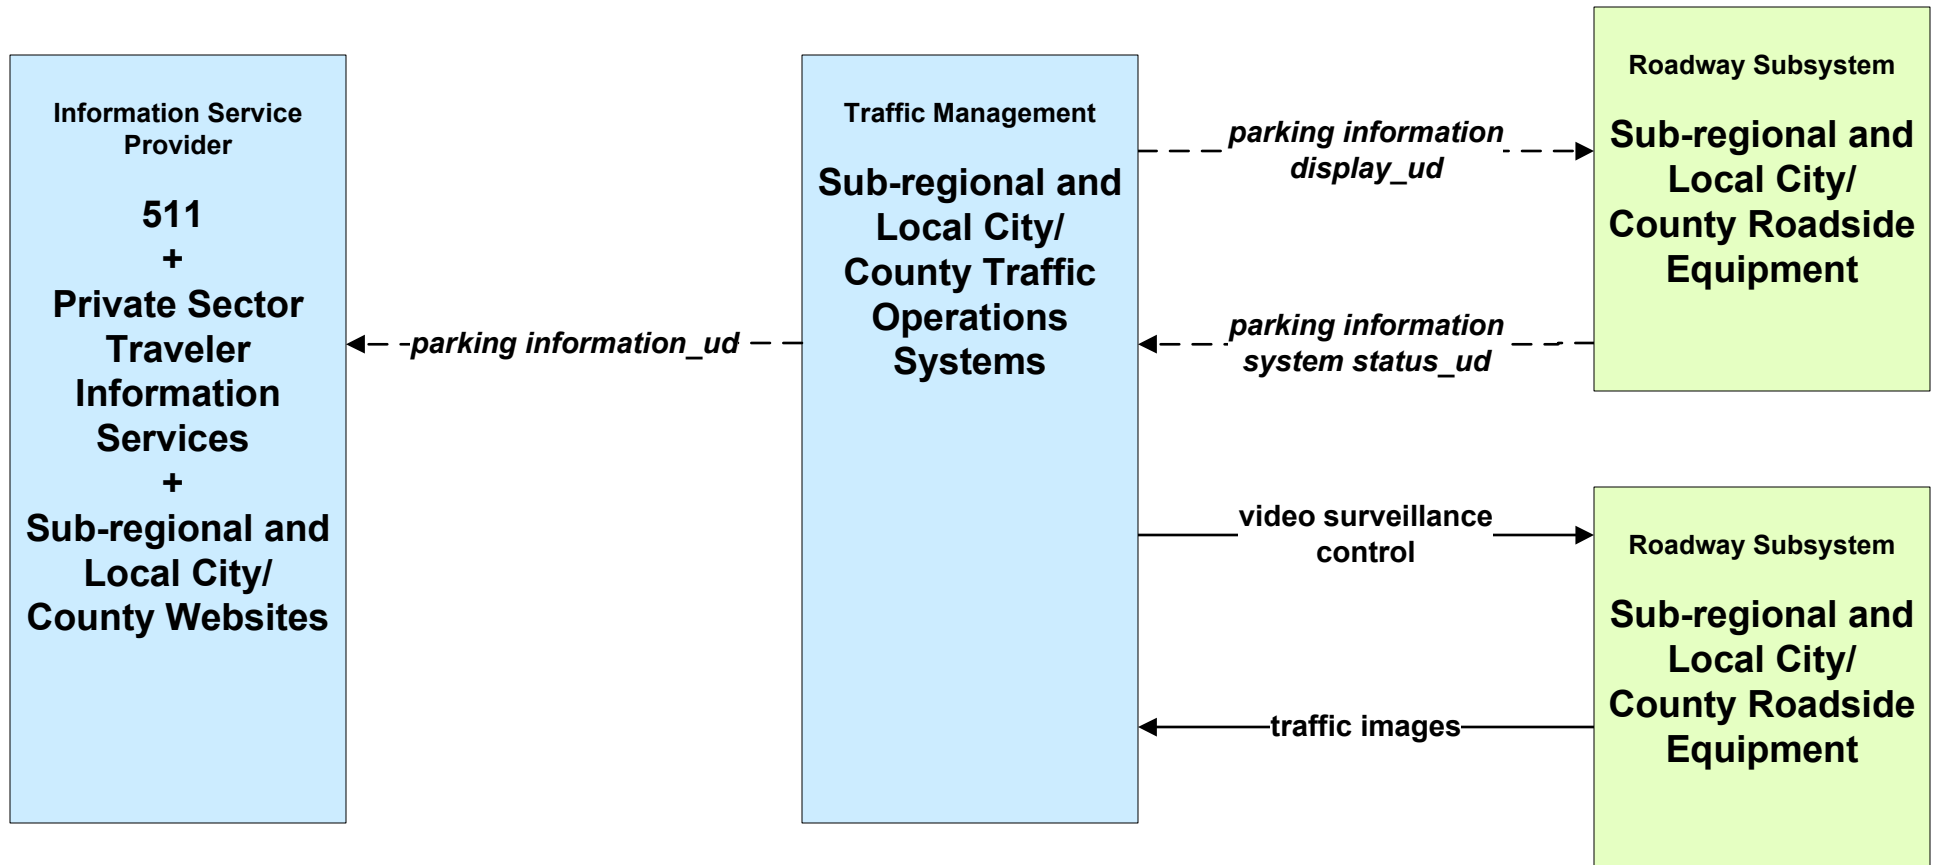 Information Service
Provider
511
+
Private Sector
Traveler
Information
Services
+
Sub-regional and
Local City/
County Websites
parking information_ud
Traffic Management
Sub-regional and
Local City/
County Traffic
Operations
Systems
parking information
display_ud
parking information
system status_ud
video surveillance
control
traffic images
Roadway Subsystem
Sub-regional and
Local City/
County Roadside
Equipment
Roadway Subsystem
Sub-regional and
Local City/
County Roadside
Equipment